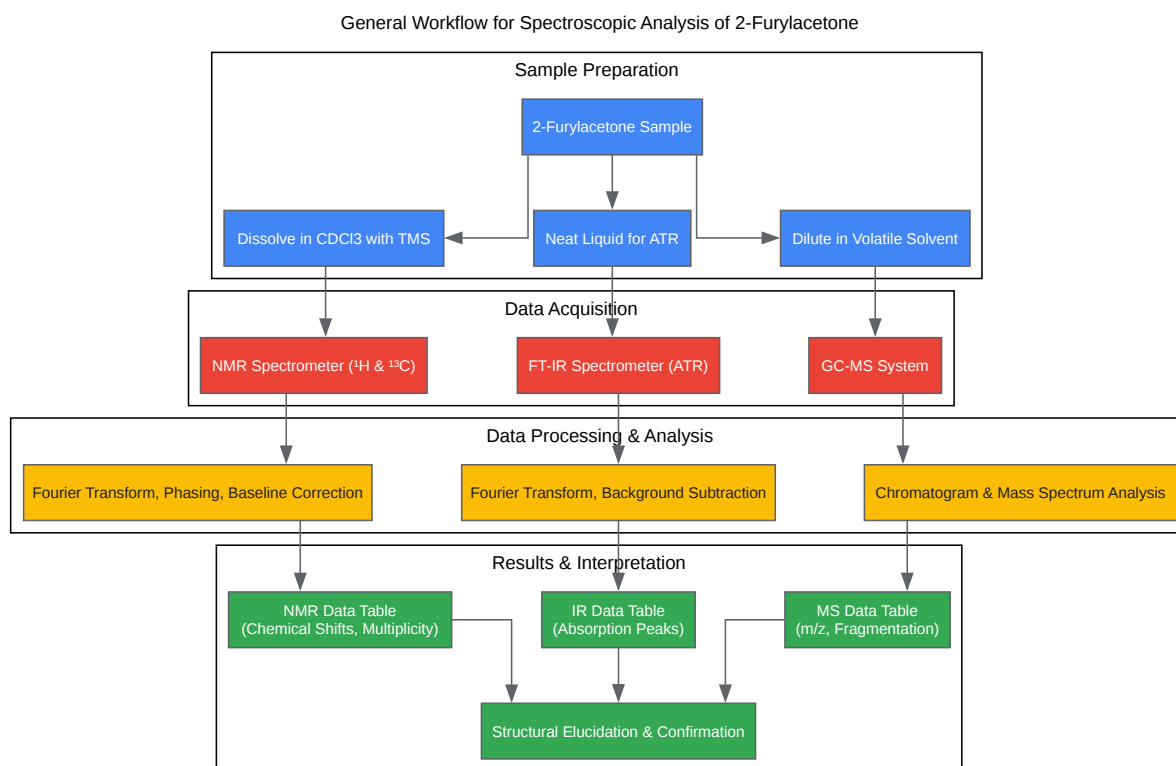 General Workflow for Spectroscopic Analysis of 2-Furylacetone
Sample Preparation
2-Furylacetone Sample
Dissolve in CDCl3 with TMS
Neat Liquid for ATR
Dilute in Volatile Solvent
Data Acquisition
NMR Spectrometer (¹H & ¹³C)
FT-IR Spectrometer (ATR)
GC-MS System
Data Processing & Analysis
Fourier Transform, Phasing, Baseline Correction
Fourier Transform, Background Subtraction
Chromatogram & Mass Spectrum Analysis
Results & Interpretation
NMR Data Table
(Chemical Shifts, Multiplicity)
IR Data Table
(Absorption Peaks)
MS Data Table
(m/z, Fragmentation)
Structural Elucidation & Confirmation